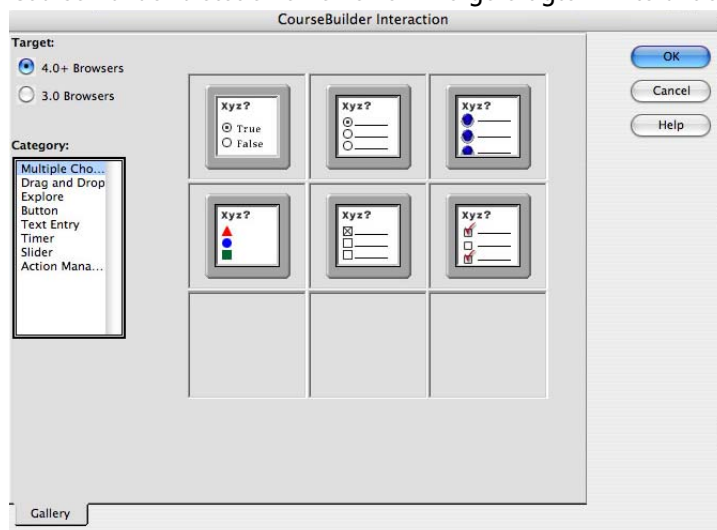 CourseBuilder Interaction
Target:
4.0+ Browsers
3.0 Browsers
Category:
Multiple Cho...
Drag and Drop
Explore
Button
Text Entry
Timer
Slider
Action Mana...
Xyz?
True
False
Xyz?
Xyz?
Xyz?
Xyz?
Xyz?
OK
Cancel
Help
Gallery